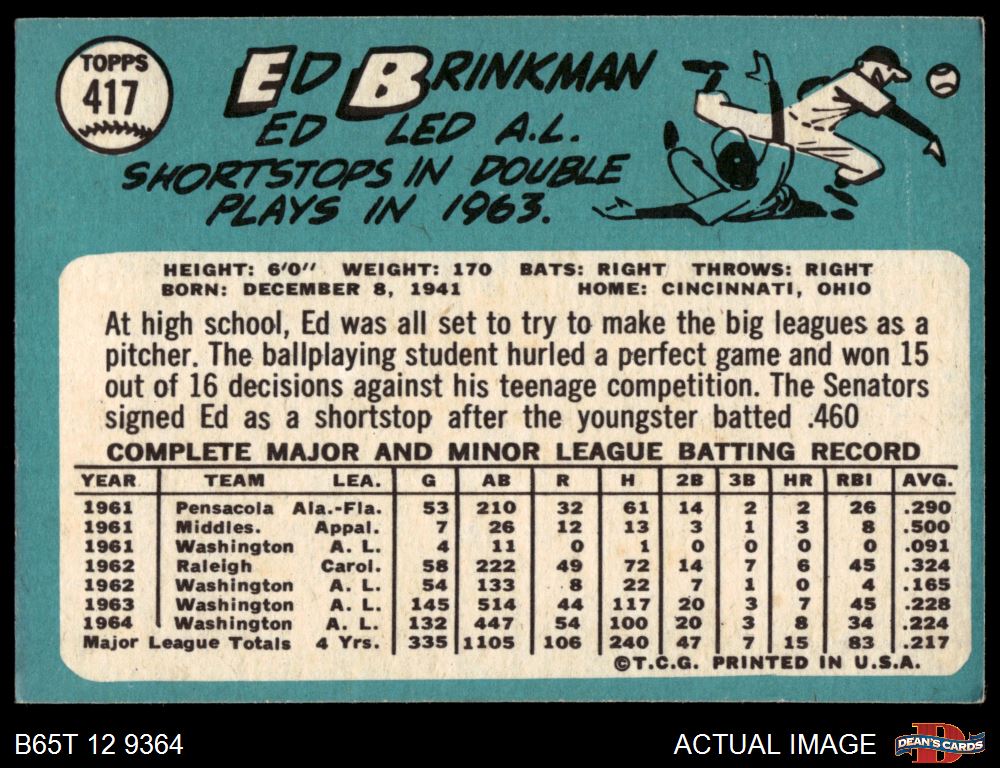 TOPPS
417
ED BRINKMAN
ED LED A.L.
SHORTSTOPS IN DOUBLE
PLAYS IN 1963.
HEIGHT: 6'0" WEIGHT: 170 BATS: RIGHT THROWS: RIGHT
BORN: DECEMBER 8, 1941 HOME: CINCINNATI, OHIO
At high school, Ed was all set to try to make the big leagues as a
pitcher. The ballplaying student hurled a perfect game and won 15
out of 16 decisions against his teenage competition. The Senators
signed Ed as a shortstop after the youngster batted .460
COMPLETE MAJOR AND MINOR LEAGUE BATTING RECORD
YEAR TEAM LEA. G AB R H 2B 3B HR RBI AVG.
1961 Pensacola Ala.-Fla. 53 210 32 61 14 2 2 26 .290
1961 Middles. Appal. 7 26 12 13 3 1 3 8 .500
1961 Washington A. L. 4 11 0 1 0 0 0 0 .091
1962 Raleigh Carol. 58 222 49 72 14 7 6 45 .324
1962 Washington A. L. 54 133 8 22 7 1 0 4 .165
1963 Washington A. L. 145 514 44 117 20 3 7 45 .228
1964 Washington A. L. 132 447 54 100 20 3 8 34 .224
Major League Totals 4 Yrs. 335 1105 106 240 47 7 15 83 .217
©T.C.G. PRINTED IN U.S.A.
B65T 12 9364
ACTUAL IMAGE
D
DEAN'S CARDS